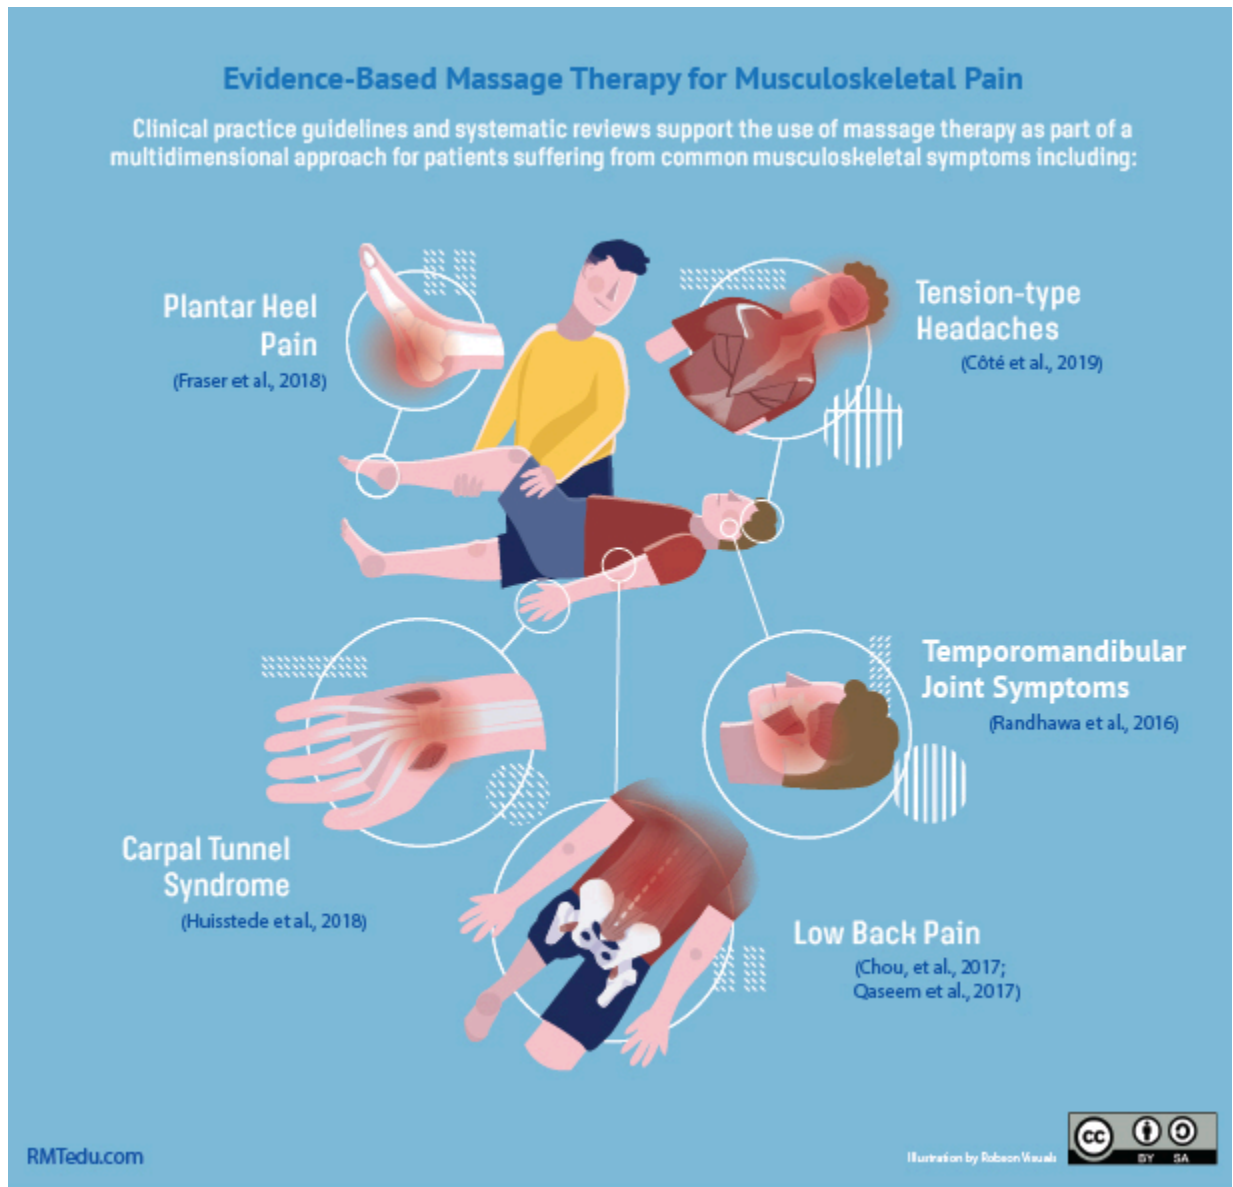 Evidence-Based Massage Therapy for Musculoskeletal Pain
Clinical practice guidelines and systematic reviews support the use of massage therapy as part of a
multidimensional approach for patients suffering from common musculoskeletal symptoms including:
Plantar Heel
Pain
(Fraser et al., 2018)
Tension-type
Headaches
(Côté et al., 2019)
Temporomandibular
Joint Symptoms
(Randhawa et al., 2016)
Carpal Tunnel
Syndrome
(Huisstede et al., 2018)
Low Back Pain
(Chou, et al., 2017;
Qaseem et al., 2017)
RMTedu.com
Illustration by Robson Visuals
cc
BY SA